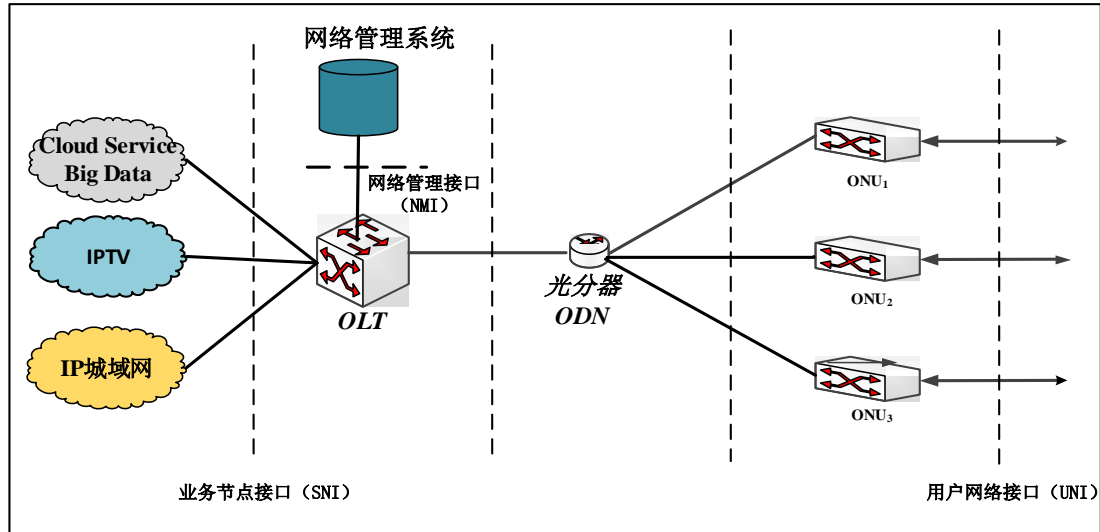 网络管理系统
Cloud Service
Big Data
网络管理接口
(NMI)
IPTV
OLT
光分器
ODN
IP城域网
ONU1
ONU2
ONU3
业务节点接口（SNI）
用户网络接口（UNI）